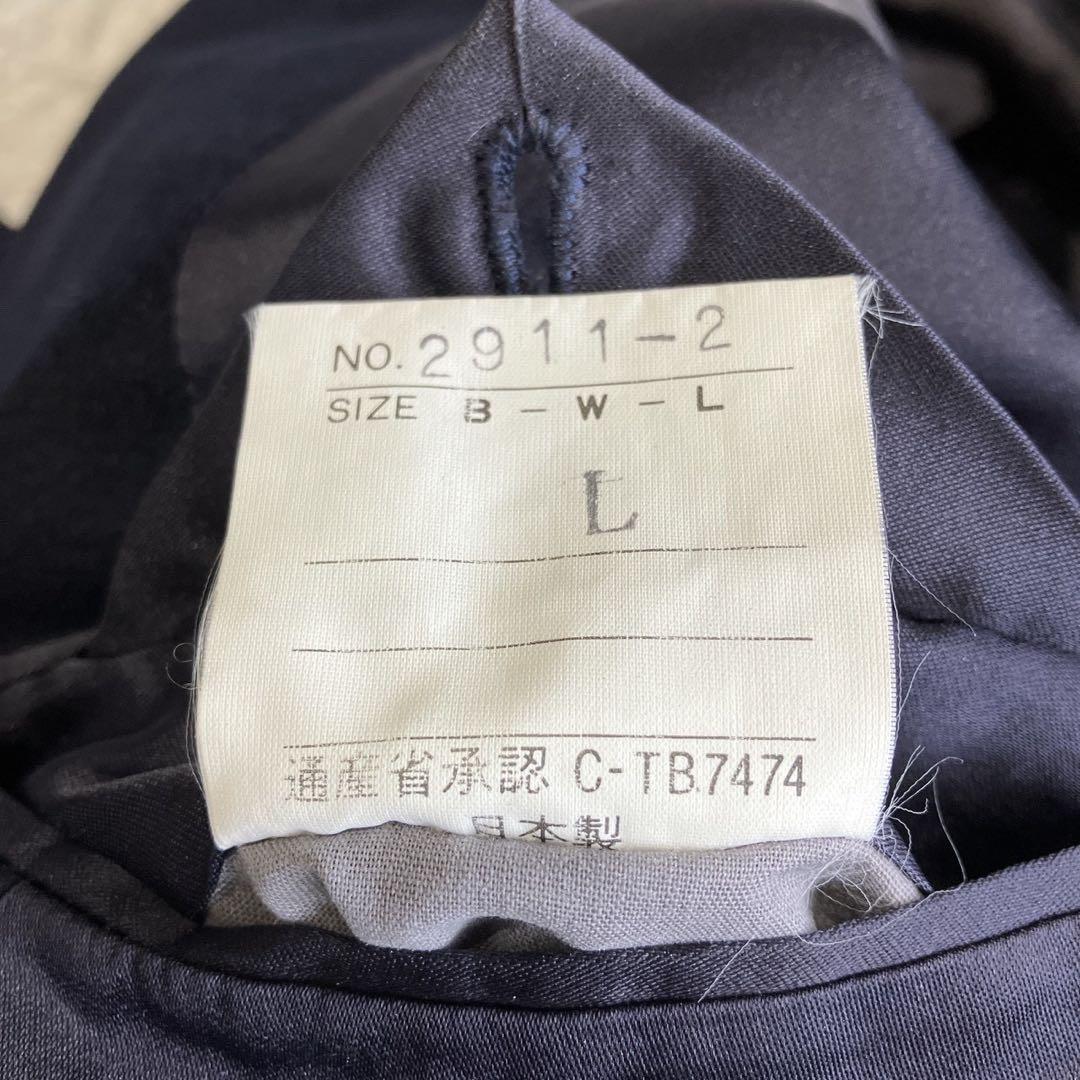 NO. 2911-2
SIZE B - W - L
L
通産省承認 C-TB7474
日本製